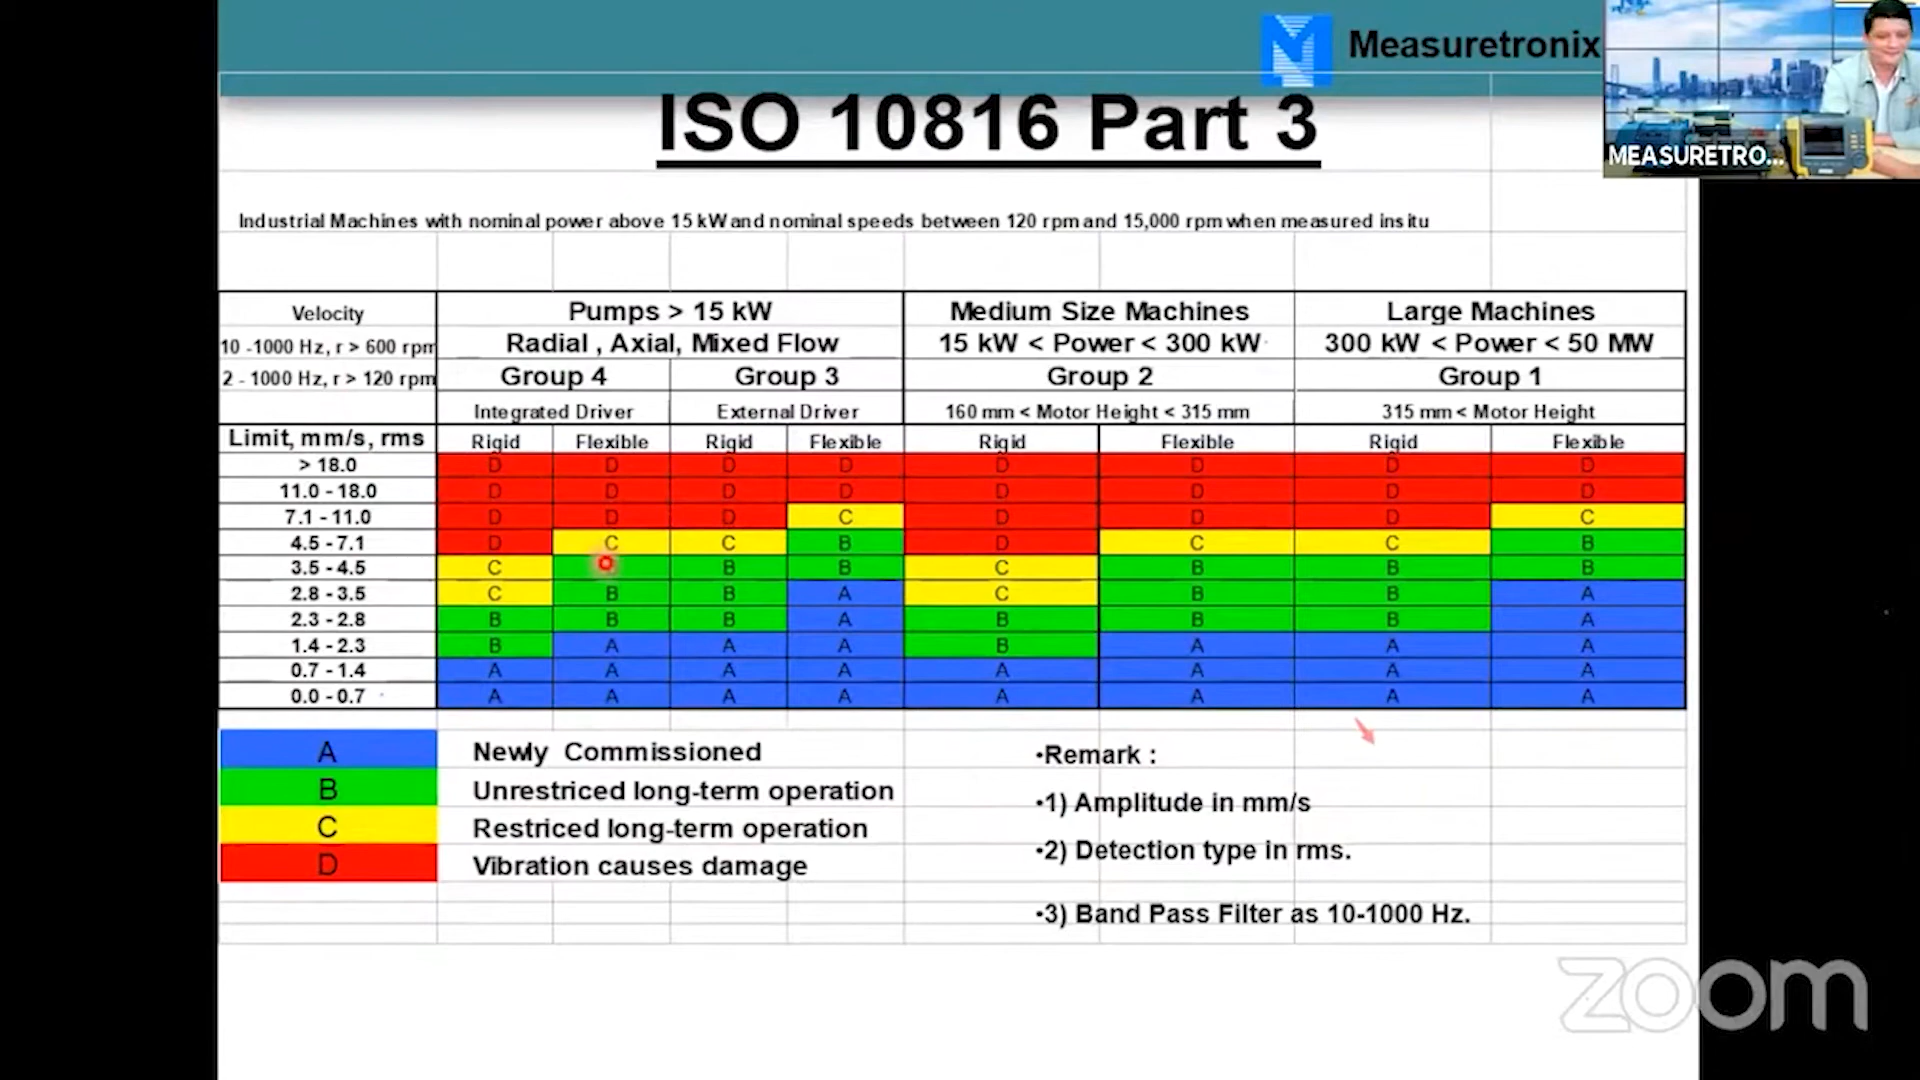 Measuretronix
MEASURETRO...
ISO 10816 Part 3
Industrial Machines with nominal power above 15 kW and nominal speeds between 120 rpm and 15,000 rpm when measured insitu
Velocity Pumps > 15 kW Medium Size Machines Large Machines
10 -1000 Hz, r > 600 rpm Radial , Axial, Mixed Flow 15 kW < Power < 300 kW 300 kW < Power < 50 MW
2 - 1000 Hz, r > 120 rpm Group 4 Group 3 Group 2 Group 1
Integrated Driver External Driver 160 mm < Motor Height < 315 mm 315 mm < Motor Height
Limit, mm/s, rms Rigid Flexible Rigid Flexible Rigid Flexible Rigid Flexible
> 18.0 D D D D D D D D
11.0 - 18.0 D D D D D D D D
7.1 - 11.0 D D D C D D D C
4.5 - 7.1 D C C B D C C B
3.5 - 4.5 C B B C B B B
2.8 - 3.5 C B B A C B B A
2.3 - 2.8 B B B A B B B A
1.4 - 2.3 B A A A B A A A
0.7 - 1.4 A A A A A A A A
0.0 - 0.7 A A A A A A A A
A Newly Commissioned
B Unrestriced long-term operation
C Restriced long-term operation
D Vibration causes damage
•Remark :
•1) Amplitude in mm/s
•2) Detection type in rms.
•3) Band Pass Filter as 10-1000 Hz.
zoom